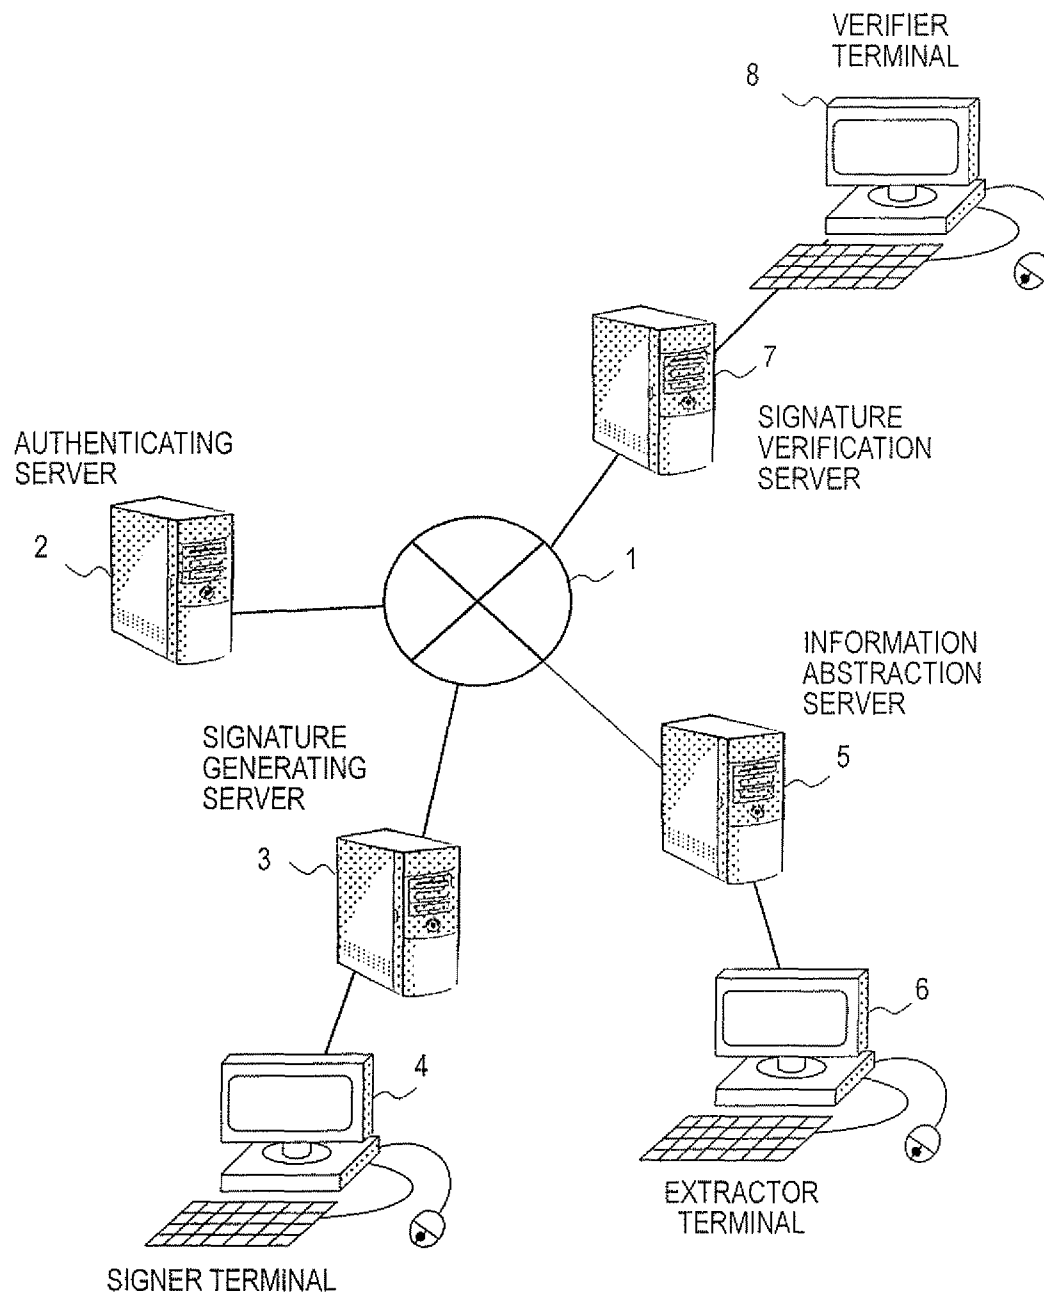 VERIFIER
TERMINAL
8
7
SIGNATURE
VERIFICATION
SERVER
AUTHENTICATING
SERVER
2
1
INFORMATION
ABSTRACTION
SERVER
5
SIGNATURE
GENERATING
SERVER
3
6
4
EXTRACTOR
TERMINAL
SIGNER TERMINAL